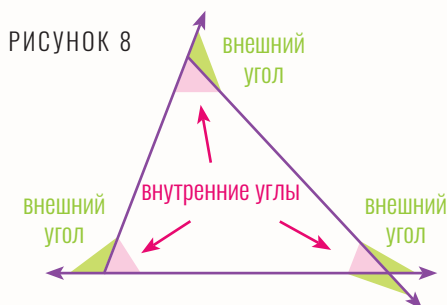 РИСУНОК 8
внешний
угол
внутренние углы
внешний
угол
внешний
угол